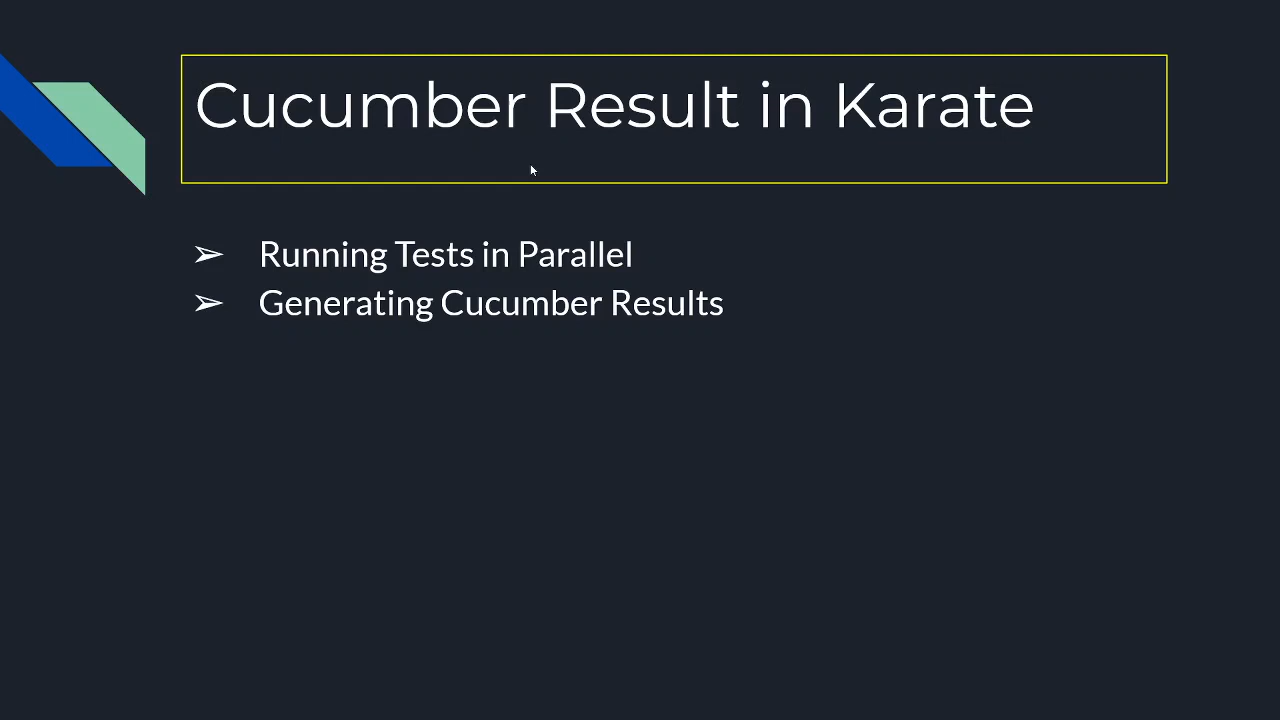 Cucumber Result in Karate
➢ Running Tests in Parallel
➢ Generating Cucumber Results